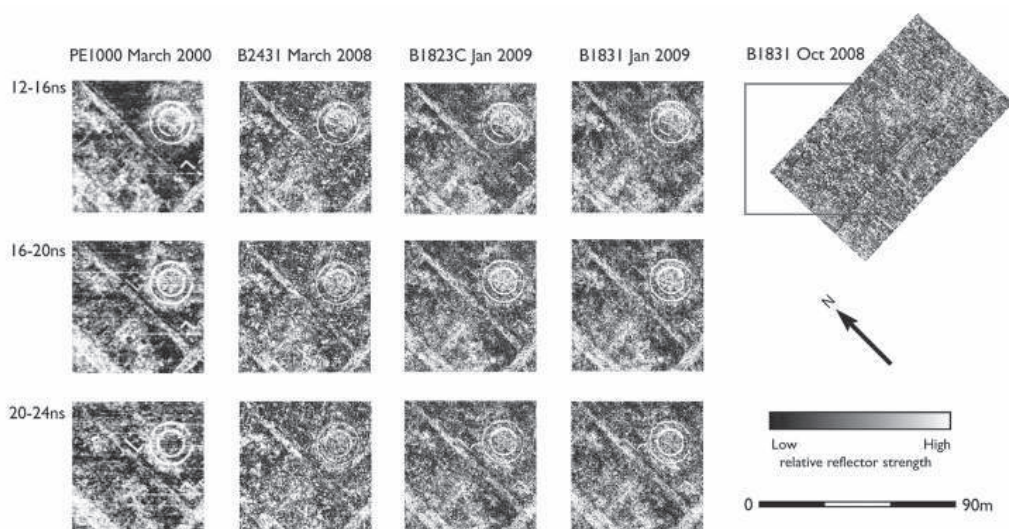 PE1000 March 2000 B2431 March 2008 B1823C Jan 2009 B1831 Jan 2009 B1831 Oct 2008
12-16ns
16-20ns
N
20-24ns
Low High
relative reflector strength
0 90m